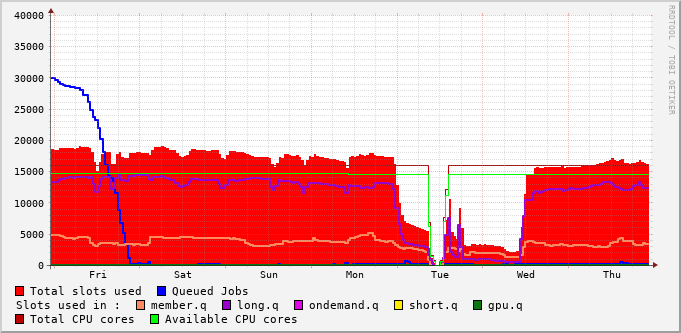 40000
35000
30000
25000
20000
15000
10000
5000
0
Fri Sat Sun Mon Tue Wed Thu
RRDTOOL / TOBI OETIKER
Total slots used Queued Jobs
Slots used in : member.q long.q ondemand.q short.q gpu.q
Total CPU cores Available CPU cores